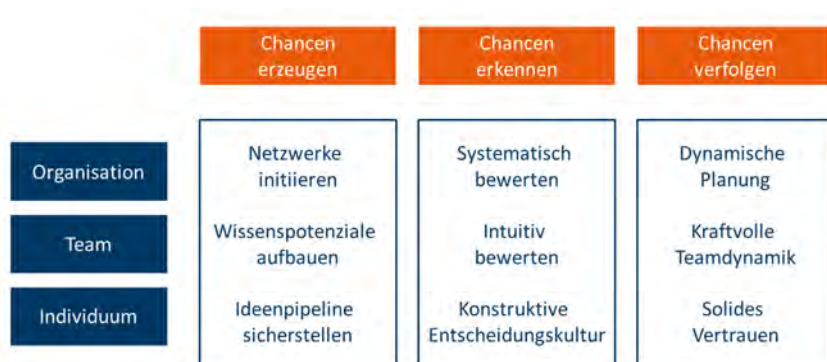 Chancen
erzeugen
Chancen
erkennen
Chancen
verfolgen
Organisation
Netzwerke
initiieren
Systematisch
bewerten
Dynamische
Planung
Team
Wissenspotenziale
aufbauen
Intuitiv
bewerten
Kraftvolle
Teamdynamik
Individuum
Ideenpipeline
sicherstellen
Konstruktive
Entscheidungskultur
Solides
Vertrauen